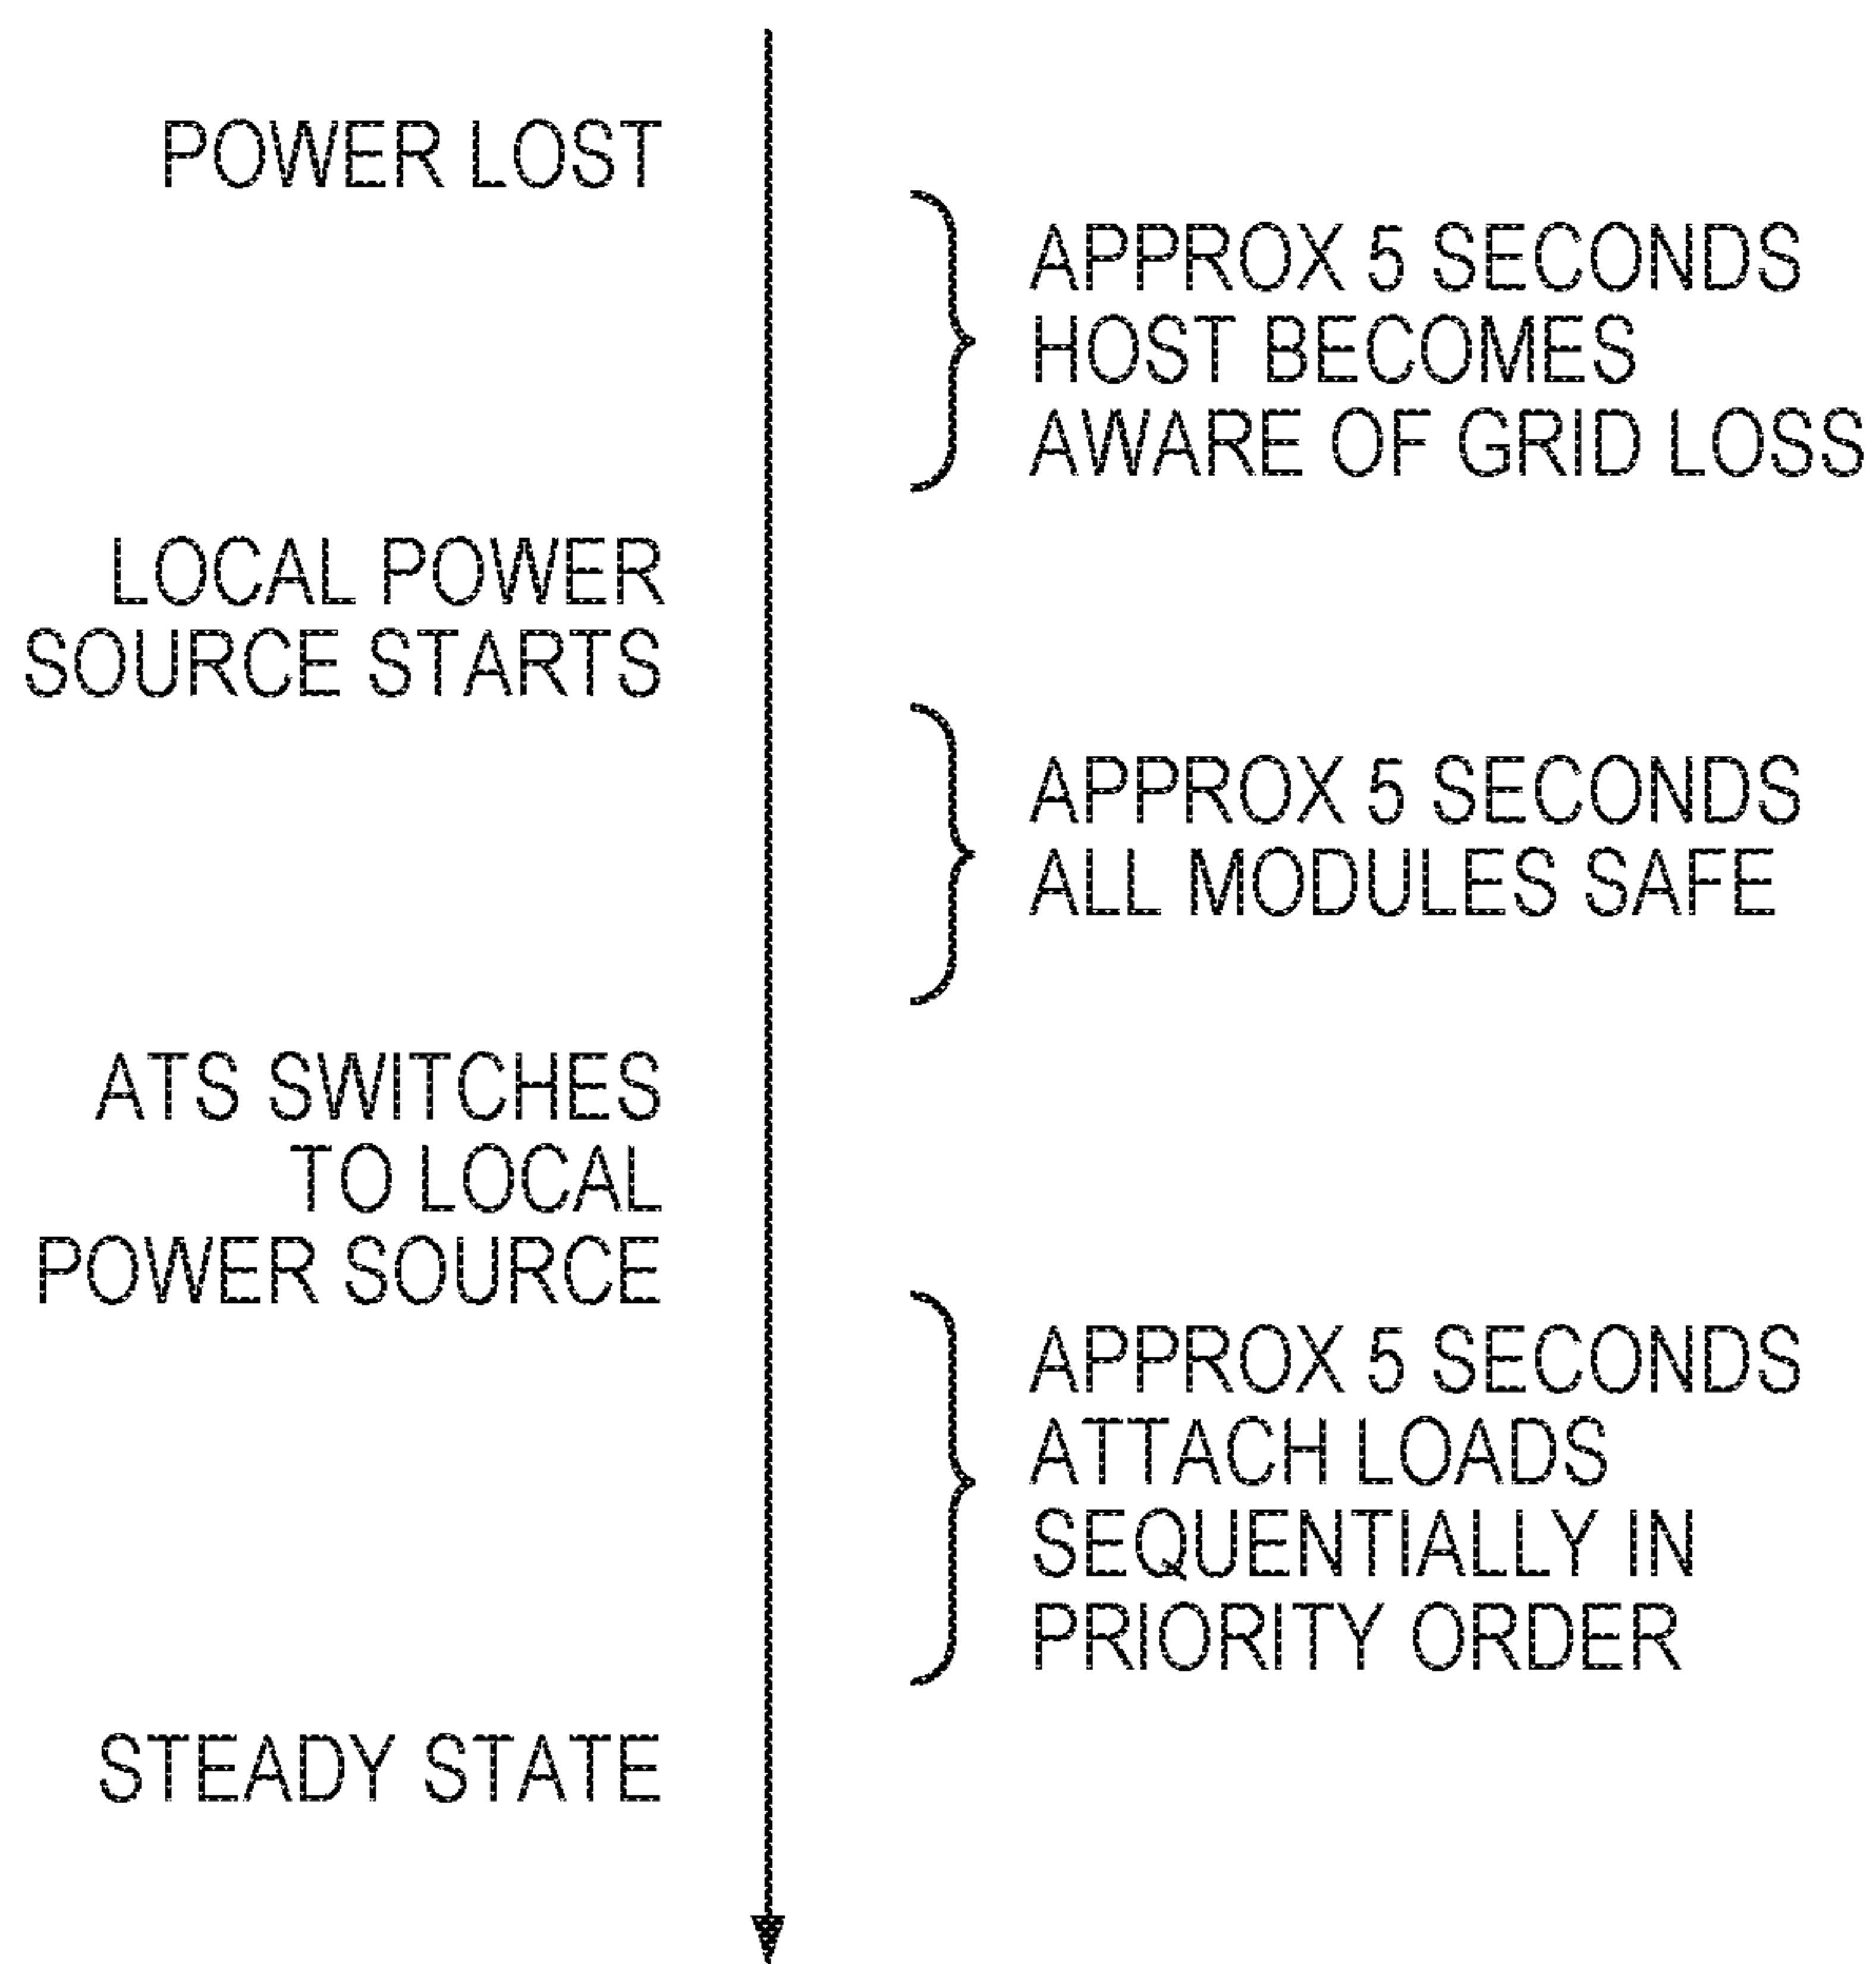 POWER LOST
APPROX 5 SECONDS
HOST BECOMES
AWARE OF GRID LOSS
LOCAL POWER
SOURCE STARTS
APPROX 5 SECONDS
ALL MODULES SAFE
ATS SWITCHES
TO LOCAL
POWER SOURCE
APPROX 5 SECONDS
ATTACH LOADS
SEQUENTIALLY IN
PRIORITY ORDER
STEADY STATE